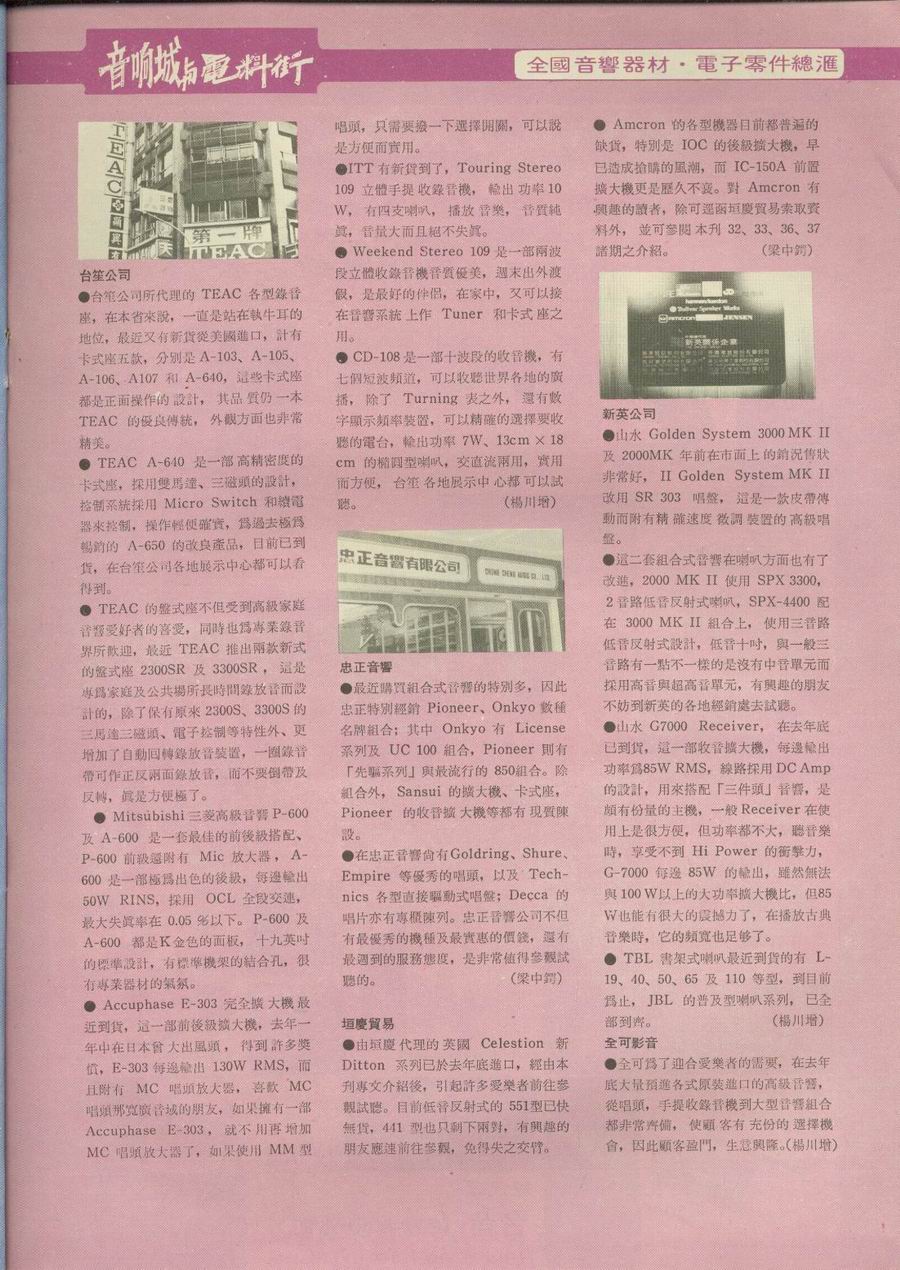 音响城與電料街
全國音響器材·電子零件總滙
TEAC
第一牌
TEAC
台笙公司
●台笙公司所代理的 TEAC 各型錄音
座，在本省來說，一直是站在執牛耳的
地位，最近又有新貨從美國進口，計有
卡式座五款，分別是 A-103、A-105、
A-106、A107 和 A-640，這些卡式座
都是正面操作的設計，其品質仍一本
TEAC 的優良傳統，外觀方面也非常
精美。
● TEAC A-640 是一部高精密度的
卡式座，採用雙馬達、三磁頭的設計，
控制系統採用 Micro Switch 和繼電
器來控制，操作輕便確實，爲過去極爲
暢銷的 A-650 的改良產品，目前已到
貨，在台笙公司各地展示中心都可以看
得到。
● TEAC 的盤式座不但受到高級家庭
音響愛好者的喜愛，同時也爲專業錄音
界所歡迎，最近 TEAC 推出兩款新式
的盤式座 2300SR 及 3300SR，這是
專爲家庭及公共場所長時間錄放音而設
計的，除了保有原來 2300S、3300S 的
三馬達三磁頭、電子控制等特性外、更
增加了自動回轉錄放音裝置，一圈錄音
帶可作正反兩面錄放音，而不要倒帶及
反轉，眞是方便極了。
● Mitsubishi 三菱高級音響 P-600
及 A-600 是一套最佳的前後級搭配、
P-600 前級還附有 Mic 放大器，A-
600 是一部極爲出色的後級，每邊輸出
50W RINS，採用 OCL 全段交連，
最大失眞率在 0.05 %以下。P-600 及
A-600 都是K金色的面板，十九英吋
的標準設計，有標準機架的結合孔，很
有專業器材的氣氛。
● Accuphase E-303 完全擴大機最
近到貨，這一部前後級擴大機，去年一
年中在日本曾大出風頭，得到許多獎
償，E-303 每邊輸出 130W RMS，而
且附有 MC 唱頭放大器，喜歡 MC
唱頭那寬廣音域的朋友，如果擁有一部
Accuphase E-303，就不用再增加
MC 唱頭放大器了，如果使用 MM 型
唱頭，只需要撥一下選擇開關，可以說
是方便而實用。
●ITT 有新貨到了，Touring Stereo
109 立體手提收錄音機，輸出功率10
W，有四支喇叭，播放音樂，音質純
眞，音量大而且絕不失眞。
● Weekend Stereo 109 是一部兩波
段立體收錄音機音質優美，週末出外渡
假，是最好的伴侶，在家中，又可以接
在音響系統上作 Tuner 和卡式座之
用。
● CD-108 是一部十波段的收音機，有
七個短波頻道，可以收聽世界各地的廣
播，除了 Turning 表之外，還有數
字顯示頻率裝置，可以精確的選擇要收
聽的電台，輸出功率 7W、13cm × 18
cm 的橢圓型喇叭，交直流兩用，實用
而方便，台笙各地展示中心都可以試
聽。 （楊川增）
忠正音響有限公司
CHUNG CHENG AUDIO CO., LTD.
忠正音響
●最近購買組合式音響的特別多，因此
忠正特別經銷 Pioneer、Onkyo 數種
名牌組合；其中 Onkyo 有 License
系列及 UC 100 組合，Pioneer 則有
「先驅系列」與最流行的 850組合。除
組合外，Sansui 的擴大機、卡式座，
Pioneer 的收音擴大機等都有現質陳
設。
●在忠正音響尙有Goldring、Shure、
Empire 等優秀的唱頭，以及 Tech-
nics 各型直接驅動式唱盤；Decca 的
唱片亦有專櫃陳列。忠正音響公司不但
有最優秀的機種及最實惠的價錢，還有
最週到的服務態度，是非常值得參觀試
聽的。 （梁中鍔）
垣慶貿易
●由垣慶代理的英國 Celestion 新
Ditton 系列已於去年底進口，經由本
刋專文介紹後，引起許多愛樂者前往參
觀試聽。目前低音反射式的 551型已快
無貨，441 型也只剩下兩對，有興趣的
朋友應速前往參觀，免得失之交臂。
● Amcron 的各型機器目前都普遍的
缺貨，特別是 IOC 的後級擴大機，早
已造成搶購的風潮，而 IC-150A 前置
擴大機更是歷久不衰。對 Amcron 有
興趣的讀者，除可逕函垣慶貿易索取資
料外，並可參閱本刋 32、33、36、37
諸期之介紹。 （梁中鍔）
harman/kardon
Bolivar Speaker Works
amcron JENSEN
新英關係企業
新英公司
●山水 Golden System 3000 MK II
及 2000MK 年前在市面上的銷況售狀
非常好，II Golden System MK II
改用 SR 303 唱盤，這是一款皮帶傳
動而附有精確速度微調裝置的高級唱
盤。
●這二套組合式音響在喇叭方面也有了
改進，2000 MK II 使用 SPX 3300，
2 音路低音反射式喇叭，SPX-4400 配
在 3000 MK II 組合上，使用三音路
低音反射式設計，低音十吋，與一般三
音路有一點不一樣的是沒有中音單元而
採用高音與超高音單元，有興趣的朋友
不妨到新英的各地經銷處去試聽。
●山水 G7000 Receiver，在去年底
已到貨，這一部收音擴大機，每邊輸出
功率爲85W RMS，線路採用 DC Amp
的設計，用來搭配「三件頭」音響，是
頗有份量的主機，一般 Receiver 在使
用上是很方便，但功率都不大，聽音樂
時，享受不到 Hi Power 的衝擊力，
G-7000 每邊 85W 的輸出，雖然無法
與 100 W以上的大功率擴大機比，但85
W也能有很大的震撼力了，在播放古典
音樂時，它的頻寬也足够了。
● TBL 書架式喇叭最近到貨的有 L-
19、40、50、65 及 110 等型，到目前
爲止，JBL 的普及型喇叭系列，已全
部到齊。 （楊川增）
全可影音
●全可爲了迎合愛樂者的需要，在去年
底大量預進各式原裝進口的高級音響，
從唱頭，手提收錄音機到大型音響組合
都非常齊備，使顧客有充份的選擇機
會，因此顧客盈門，生意興隆。（楊川增）